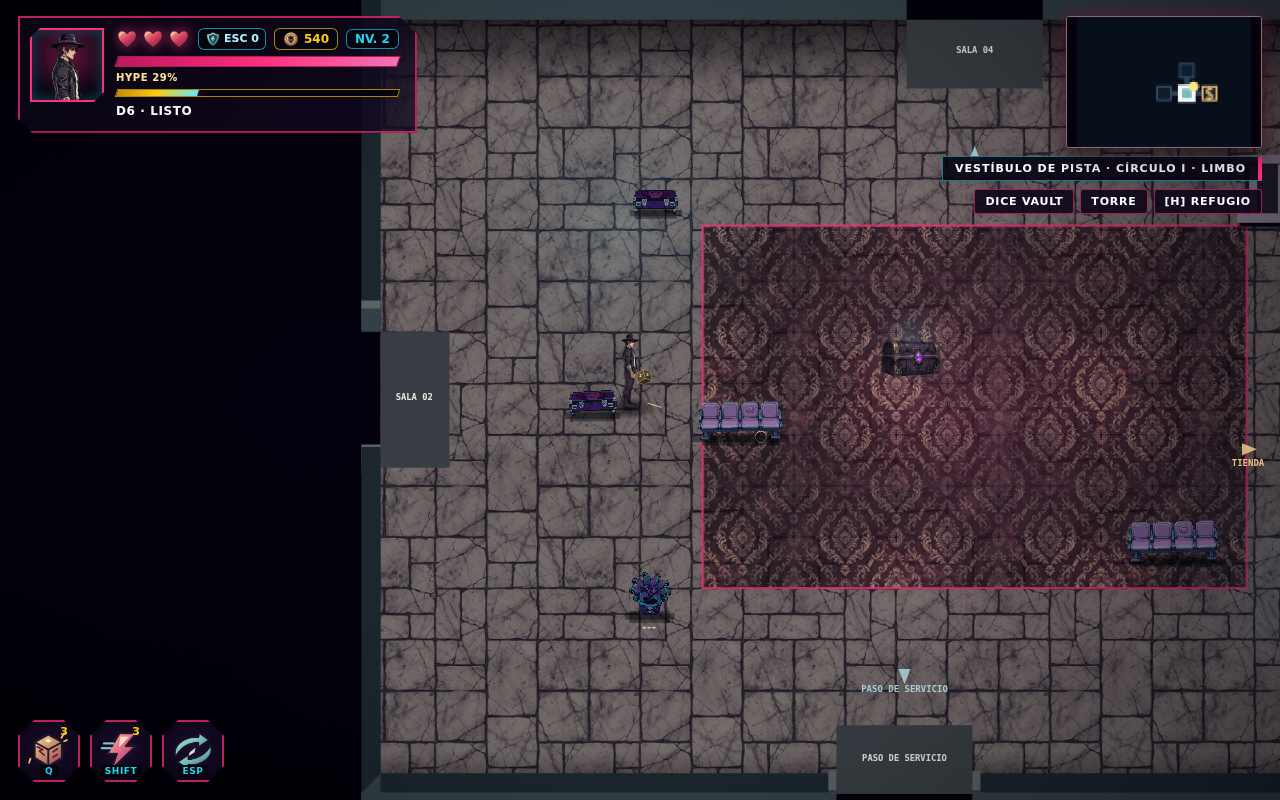 ESC 0
540
NV. 2
HYPE 29%
D6 · LISTO
SALA 04
VESTÍBULO DE PISTA · CÍRCULO I · LIMBO
DICE VAULT
TORRE
[H] REFUGIO
SALA 02
TIENDA
---
PASO DE SERVICIO
PASO DE SERVICIO
3
Q
3
SHIFT
ESP